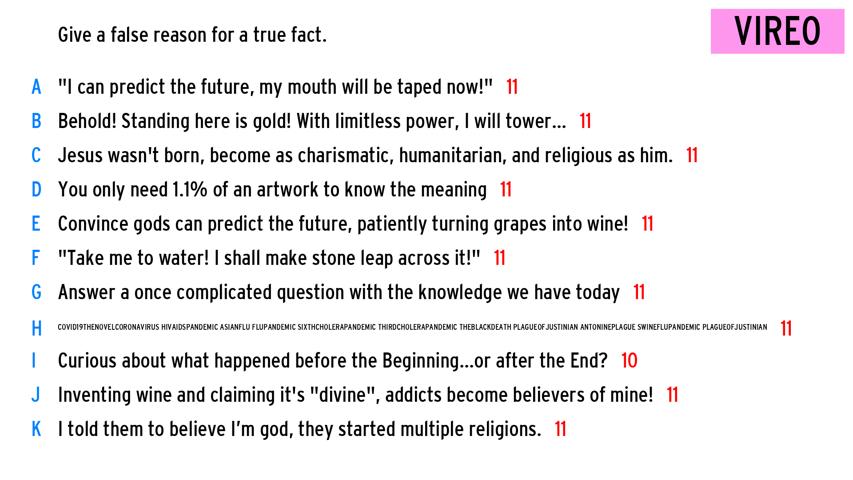 Give a false reason for a true fact.
VIREO
A "I can predict the future, my mouth will be taped now!" 11
B Behold! Standing here is gold! With limitless power, I will tower... 11
C Jesus wasn't born, become as charismatic, humanitarian, and religious as him. 11
D You only need 1.1% of an artwork to know the meaning 11
E Convince gods can predict the future, patiently turning grapes into wine! 11
F "Take me to water! I shall make stone leap across it!" 11
G Answer a once complicated question with the knowledge we have today 11
H COVID19THENOVELCORONAVIRUS HIVAIDSPANDEMIC ASIANFLU FLUPANDEMIC SIXTHCHOLERAPANDEMIC THIRDCHOLERAPANDEMIC THEBLACKDEATH PLAGUEOFJUSTINIAN ANTONINEPLAGUE SWINEFLUPANDEMIC PLAGUEOFJUSTINIAN 11
I Curious about what happened before the Beginning...or after the End? 10
J Inventing wine and claiming it's "divine", addicts become believers of mine! 11
K I told them to believe I'm god, they started multiple religions. 11